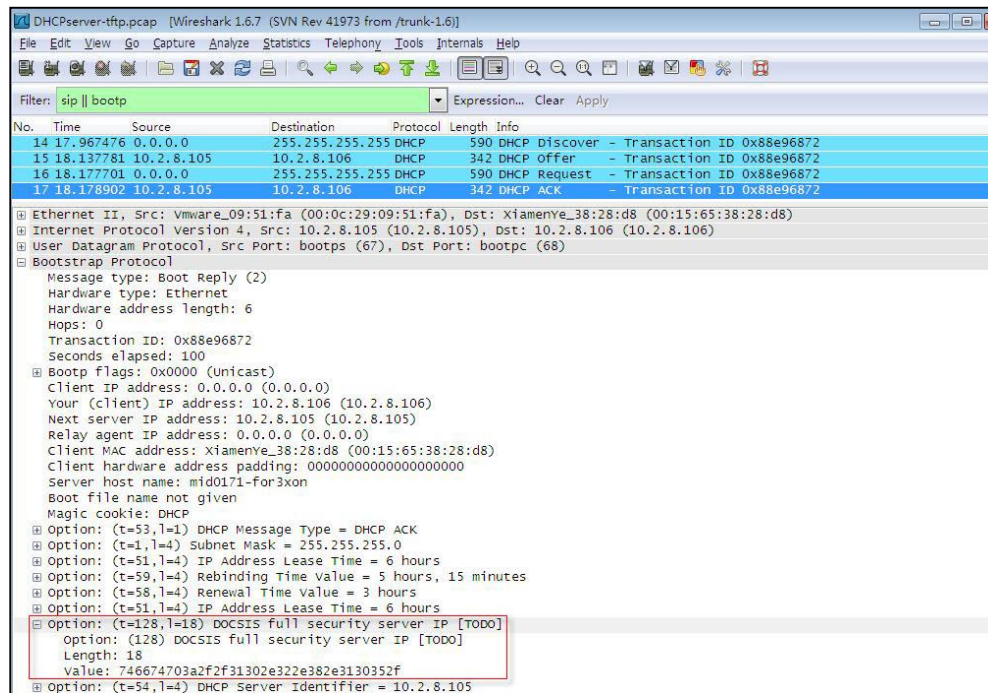 DHCPserver-tftp.pcap [Wireshark 1.6.7 (SVN Rev 41973 from /trunk-1.6)]
File Edit View Go Capture Analyze Statistics Telephony Tools Internals Help
Filter: sip || bootp Expression... Clear Apply
No. Time Source Destination Protocol Length Info
14 17.967476 0.0.0.0 255.255.255.255 DHCP 590 DHCP Discover - Transaction ID 0x88e96872
15 18.137781 10.2.8.105 10.2.8.106 DHCP 342 DHCP Offer - Transaction ID 0x88e96872
16 18.177701 0.0.0.0 255.255.255.255 DHCP 590 DHCP Request - Transaction ID 0x88e96872
17 18.178902 10.2.8.105 10.2.8.106 DHCP 342 DHCP ACK - Transaction ID 0x88e96872
Ethernet II, Src: Vmware_09:51:fa (00:0c:29:09:51:fa), Dst: XiamenYe_38:28:d8 (00:15:65:38:28:d8)
Internet Protocol Version 4, Src: 10.2.8.105 (10.2.8.105), Dst: 10.2.8.106 (10.2.8.106)
User Datagram Protocol, Src Port: bootps (67), Dst Port: bootpc (68)
Bootstrap Protocol
Message type: Boot Reply (2)
Hardware type: Ethernet
Hardware address length: 6
Hops: 0
Transaction ID: 0x88e96872
Seconds elapsed: 100
Bootp flags: 0x0000 (Unicast)
Client IP address: 0.0.0.0 (0.0.0.0)
Your (client) IP address: 10.2.8.106 (10.2.8.106)
Next server IP address: 10.2.8.105 (10.2.8.105)
Relay agent IP address: 0.0.0.0 (0.0.0.0)
Client MAC address: XiamenYe_38:28:d8 (00:15:65:38:28:d8)
Client hardware address padding: 00000000000000000000
Server host name: mid0171-for3xon
Boot file name not given
Magic cookie: DHCP
Option: (t=53,l=1) DHCP Message Type = DHCP ACK
Option: (t=1,l=4) Subnet Mask = 255.255.255.0
Option: (t=51,l=4) IP Address Lease Time = 6 hours
Option: (t=59,l=4) Rebinding Time Value = 5 hours, 15 minutes
Option: (t=58,l=4) Renewal Time Value = 3 hours
Option: (t=51,l=4) IP Address Lease Time = 6 hours
Option: (t=128,l=18) DOCSIS full security server IP [TODO]
Option: (128) DOCSIS full security server IP [TODO]
Length: 18
Value: 746674703a2f2f31302e322e382e3130352f
Option: (t=54,l=4) DHCP Server Identifier = 10.2.8.105